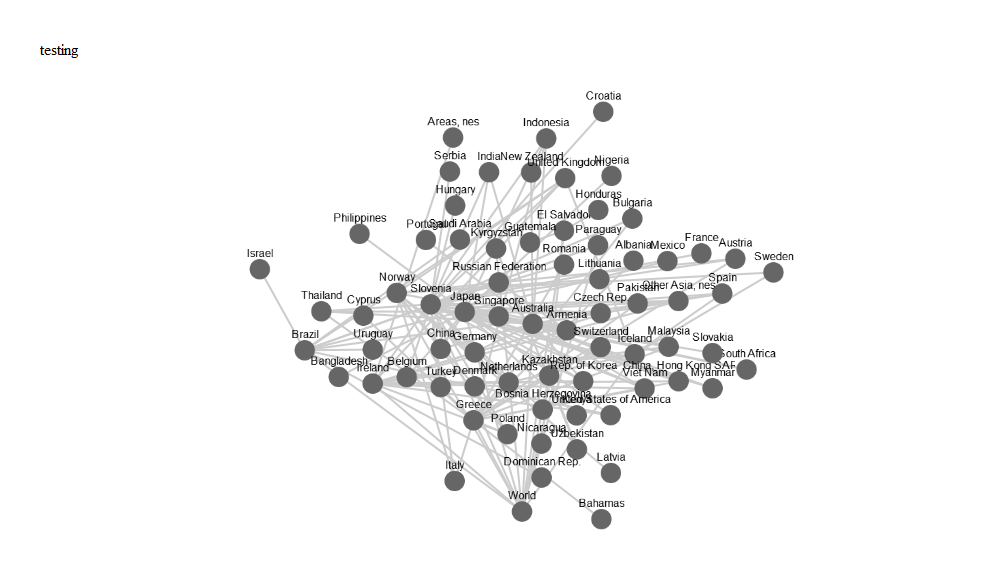 testing
Croatia
Areas, nes
Indonesia
Serbia
India
New Zealand
United Kingdom
Nigeria
Hungary
Honduras
Bulgaria
Philippines
Portugal
Saudi Arabia
Kyrgyzstan
Guatemala
El Salvador
Paraguay
Romania
Albania
Mexico
France
Austria
Israel
Sweden
Norway
Slovenia
Russian Federation
Lithuania
Pakistan
Other Asia, nes
Spain
Thailand
Cyprus
Japan
Singapore
Australia
Armenia
Czech Rep.
Brazil
Uruguay
China
Germany
Switzerland
Iceland
Malaysia
Slovakia
Bangladesh
Ireland
Belgium
Turkey
Denmark
Netherlands
Kazakhstan
Rep. of Korea
Viet Nam
China, Hong Kong SAR
Myanmar
South Africa
Greece
Bosnia Herzegovina
United States of America
Poland
Nicaragua
Uzbekistan
Italy
Dominican Rep.
Latvia
World
Bahamas